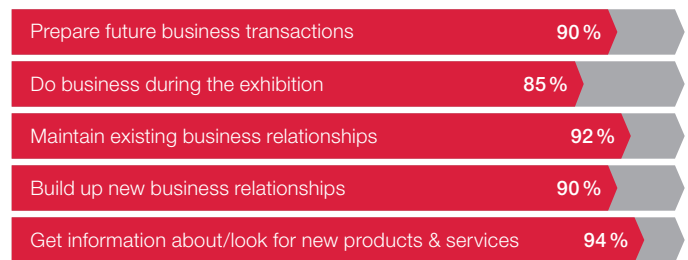 Prepare future business transactions 90 %
Do business during the exhibition 85 %
Maintain existing business relationships 92 %
Build up new business relationships 90 %
Get information about/look for new products & services 94 %